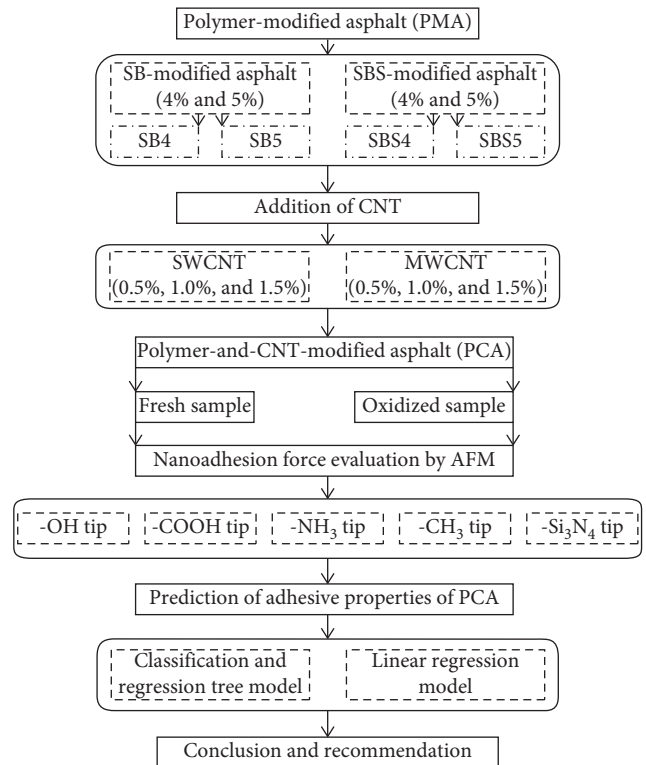 Polymer-modified asphalt (PMA)
SB-modified asphalt
(4% and 5%)
SBS-modified asphalt
(4% and 5%)
SB4
SB5
SBS4
SBS5
Addition of CNT
SWCNT
(0.5%, 1.0%, and 1.5%)
MWCNT
(0.5%, 1.0%, and 1.5%)
Polymer-and-CNT-modified asphalt (PCA)
Fresh sample
Oxidized sample
Nanoadhesion force evaluation by AFM
-OH tip
-COOH tip
-NH₃ tip
-CH₃ tip
-Si₃N₄ tip
Prediction of adhesive properties of PCA
Classification and
regression tree model
Linear regression
model
Conclusion and recommendation